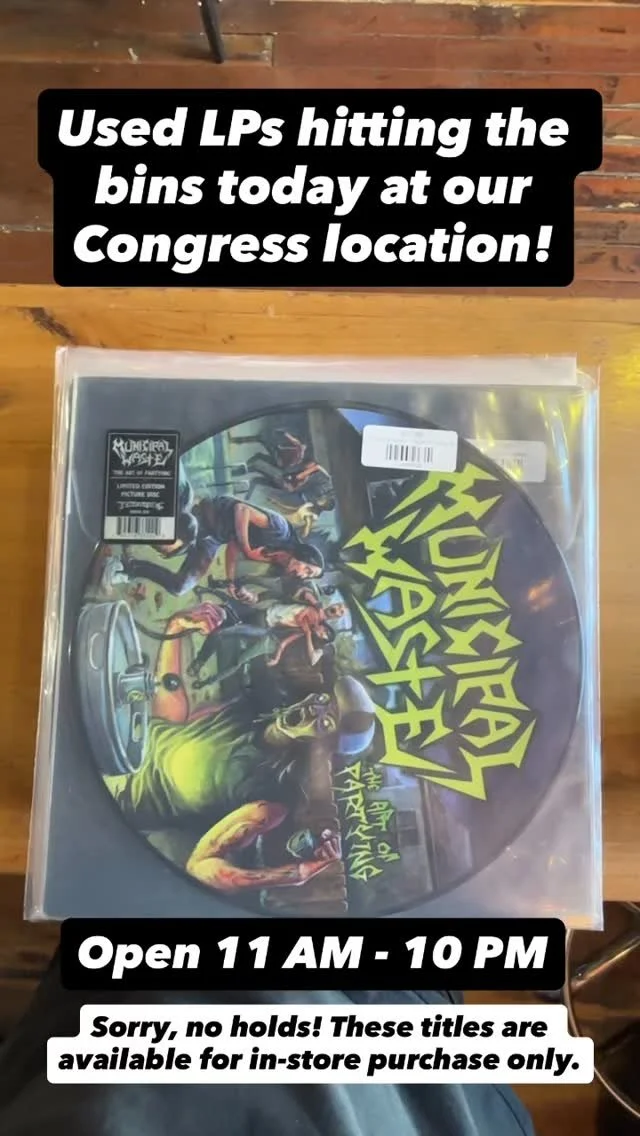 Used LPs hitting the
bins today at our
Congress location!
MUNICIPAL
WASTE
THE ART OF PARTYING
LIMITED EDITION
PICTURE DISC
MUNICIPAL
WASTE
THE ART OF
PARTYING
Open 11 AM - 10 PM
Sorry, no holds! These titles are
available for in-store purchase only.